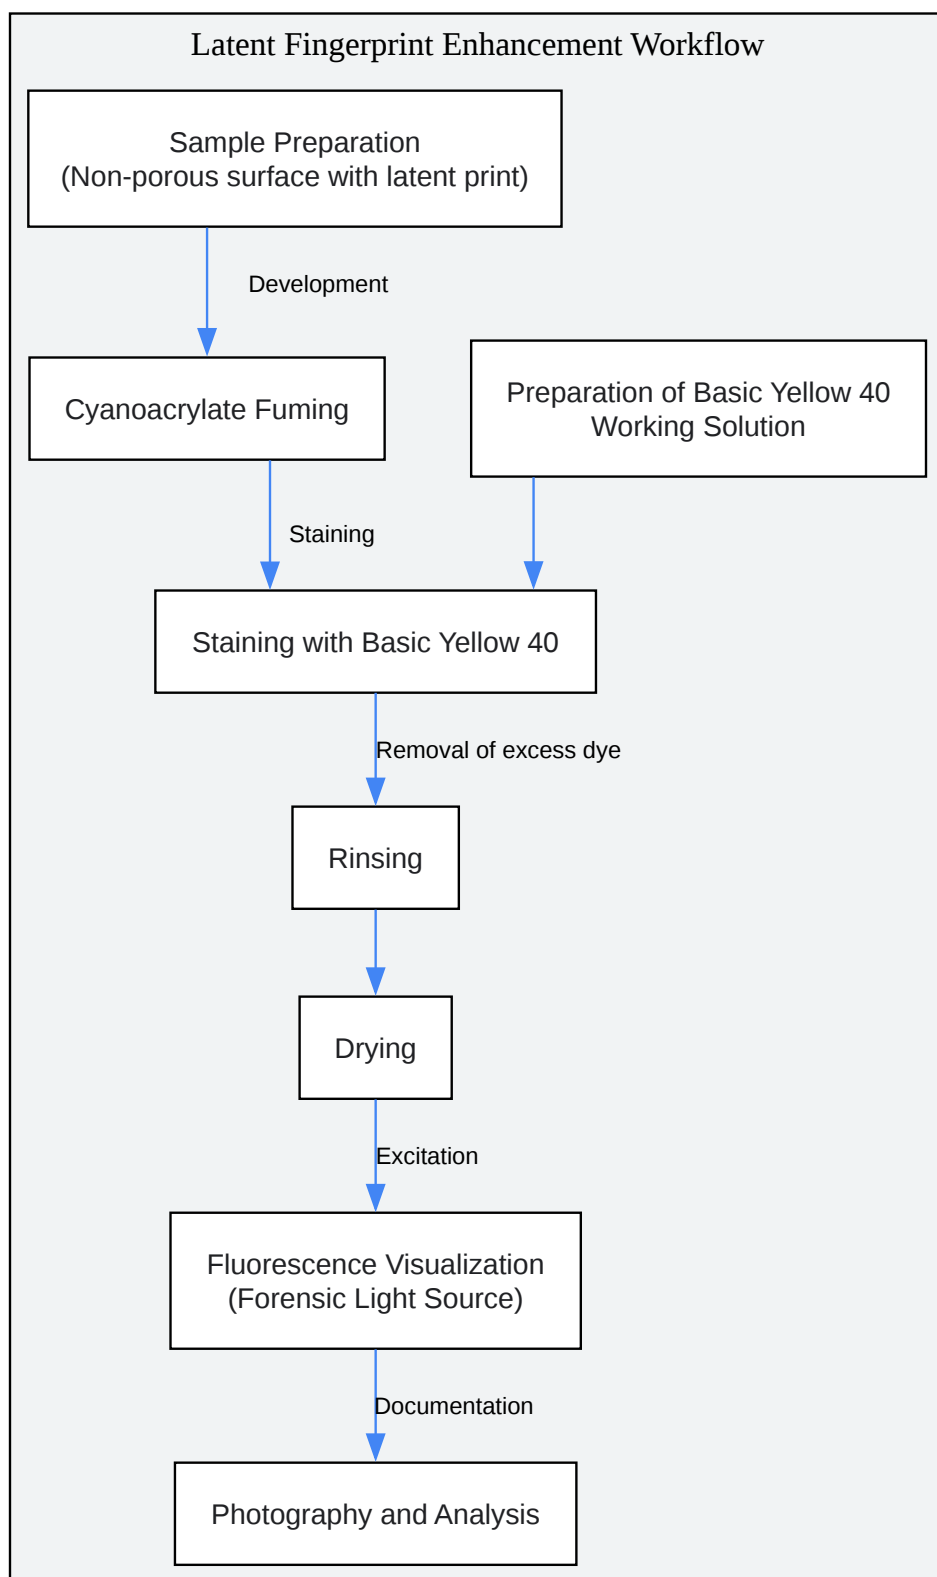 Latent Fingerprint Enhancement Workflow
Sample Preparation
(Non-porous surface with latent print)
Development
Cyanoacrylate Fuming
Preparation of Basic Yellow 40
Working Solution
Staining
Staining with Basic Yellow 40
Removal of excess dye
Rinsing
Drying
Excitation
Fluorescence Visualization
(Forensic Light Source)
Documentation
Photography and Analysis